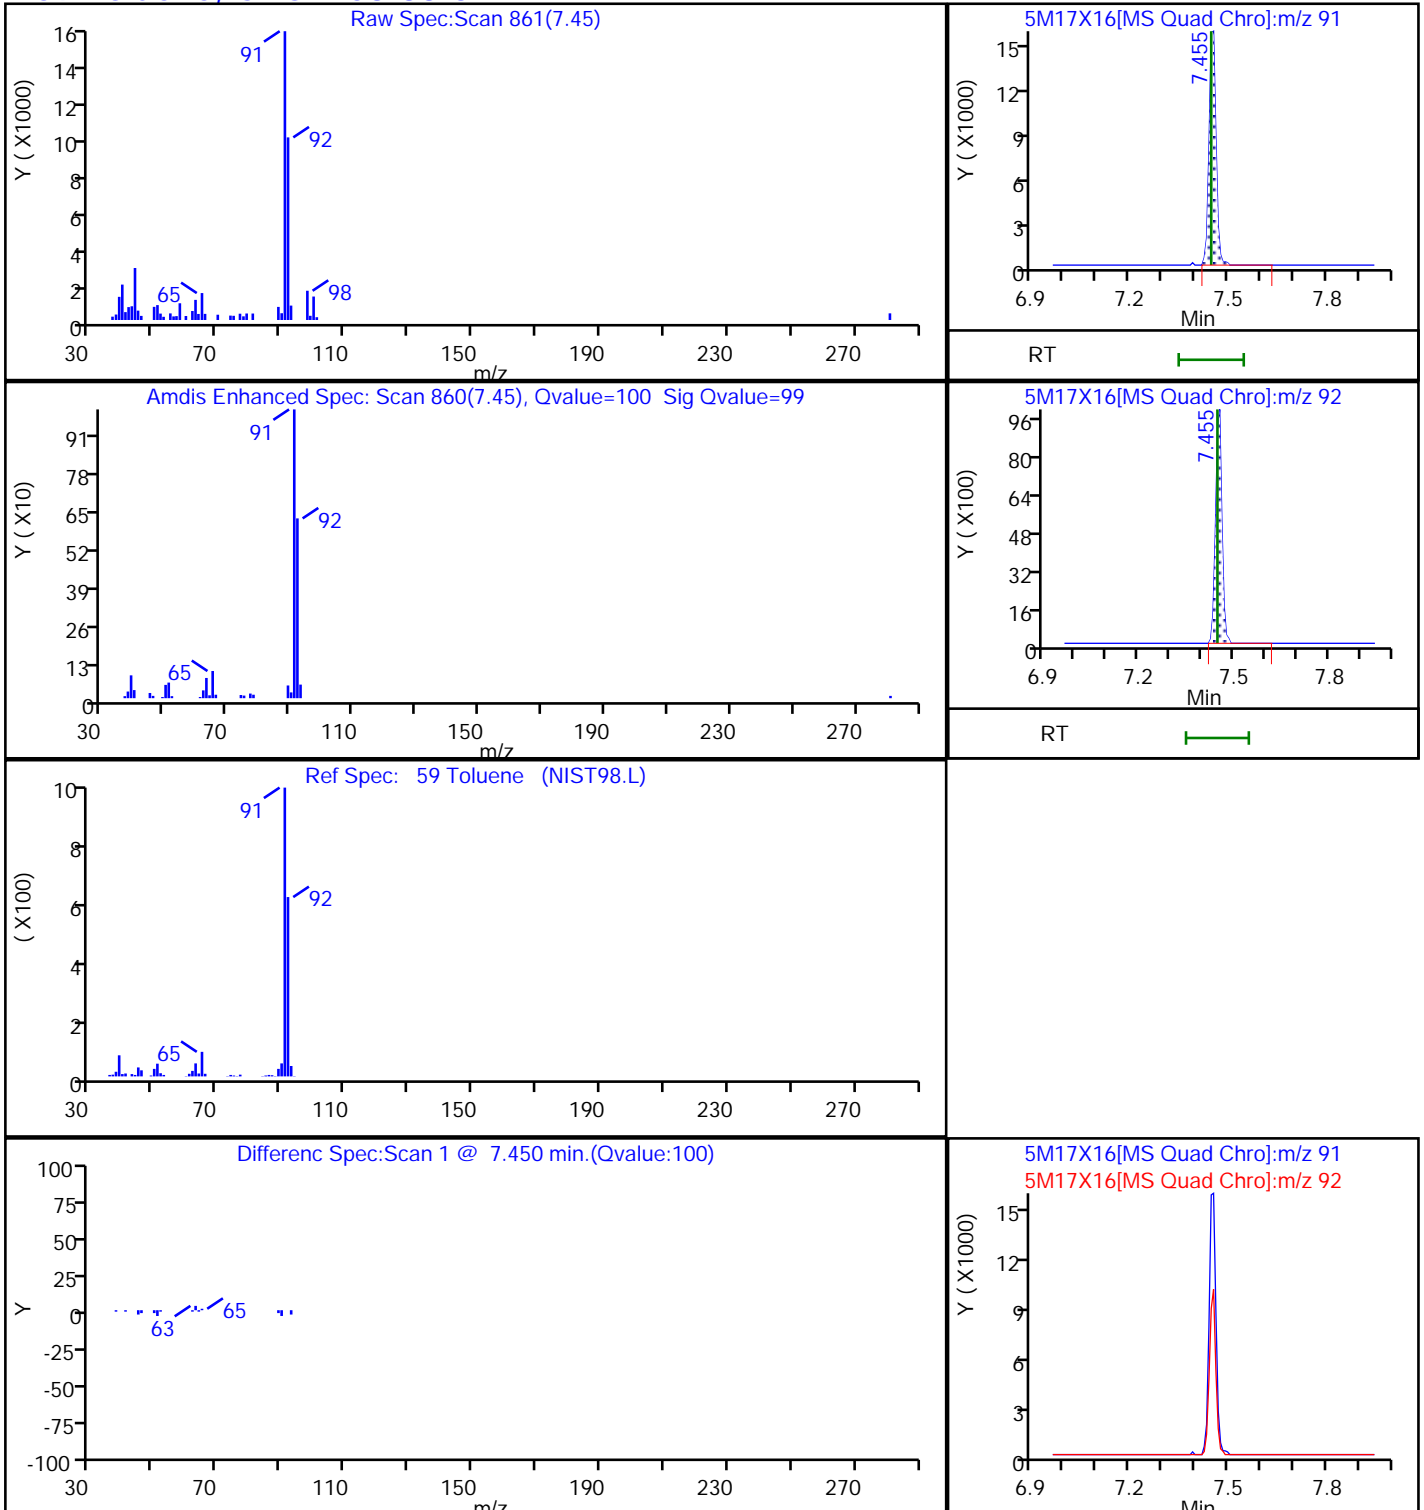 Raw Spec:Scan 861(7.45)
Y ( X1000)
16
14
12
10
8
6
4
2
0
91
92
65
98
30 70 110 150 190 230 270
m/z
5M17X16[MS Quad Chro]:m/z 91
Y ( X1000)
15
12
9
6
3
0
7.455
6.9 7.2 7.5 7.8
Min
RT
Amdis Enhanced Spec: Scan 860(7.45), Qvalue=100 Sig Qvalue=99
Y ( X10)
91
78
65
52
39
26
13
0
91
92
65
30 70 110 150 190 230 270
m/z
5M17X16[MS Quad Chro]:m/z 92
Y ( X100)
96
80
64
48
32
16
0
7.455
6.9 7.2 7.5 7.8
Min
RT
Ref Spec: 59 Toluene (NIST98.L)
( X100)
10
8
6
4
2
0
91
92
65
30 70 110 150 190 230 270
m/z
Differenc Spec:Scan 1 @ 7.450 min.(Qvalue:100)
Y
100
75
50
25
0
-25
-50
-75
-100
63
65
30 70 110 150 190 230 270
m/z
5M17X16[MS Quad Chro]:m/z 91
5M17X16[MS Quad Chro]:m/z 92
Y ( X1000)
15
12
9
6
3
0
6.9 7.2 7.5 7.8
Min